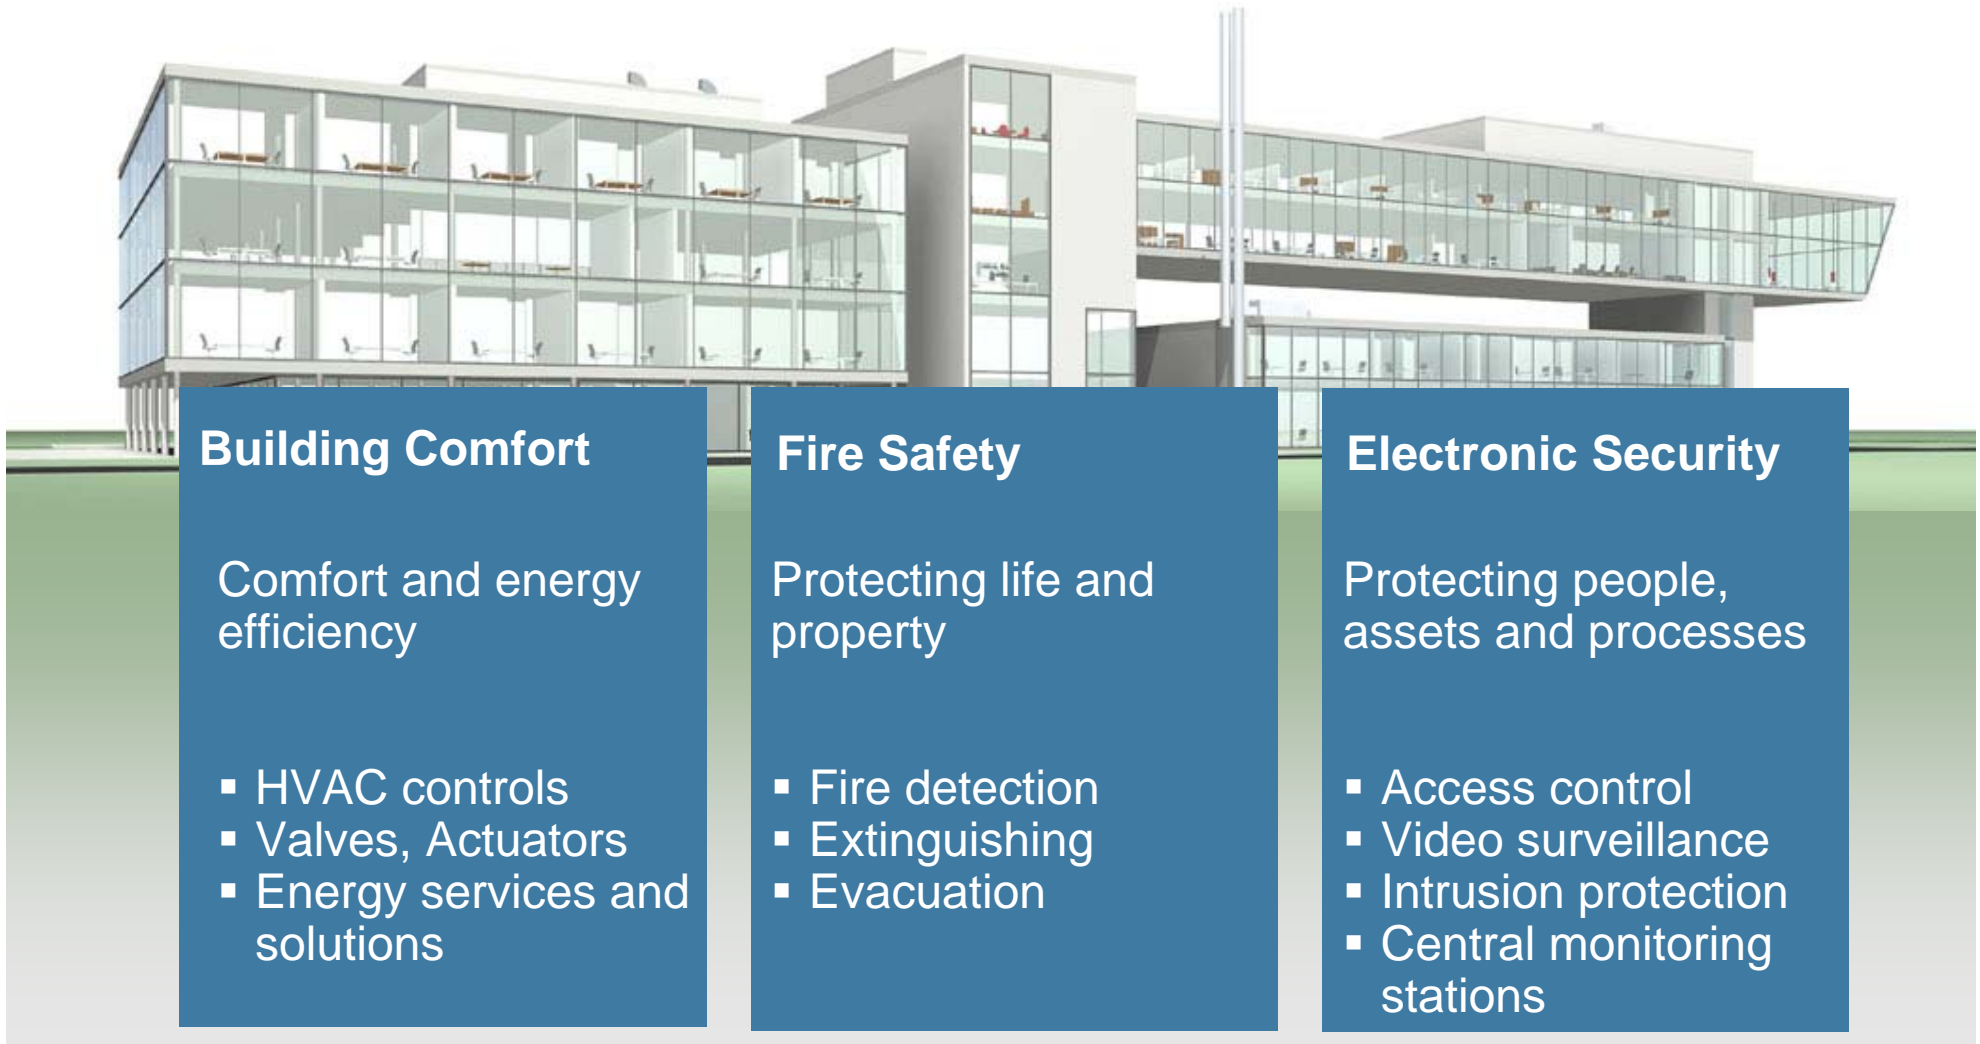 Building Comfort
Comfort and energy
efficiency
▪ HVAC controls
▪ Valves, Actuators
▪ Energy services and
solutions
Fire Safety
Protecting life and
property
▪ Fire detection
▪ Extinguishing
▪ Evacuation
Electronic Security
Protecting people,
assets and processes
▪ Access control
▪ Video surveillance
▪ Intrusion protection
▪ Central monitoring
stations